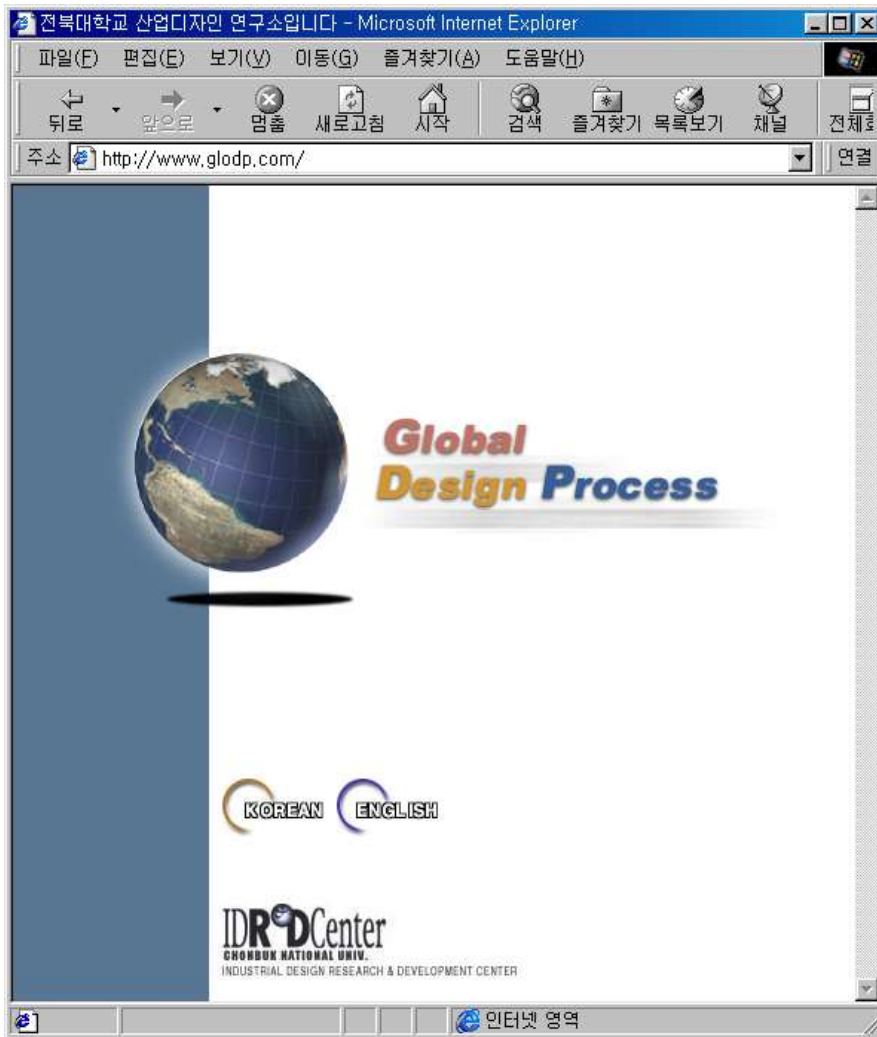 전북대학교 산업디자인 연구소입니다 - Microsoft Internet Explorer
파일(F) 편집(E) 보기(V) 이동(G) 즐겨찾기(A) 도움말(H)
뒤로 앞으로 멈춤 새로고침 시작 검색 즐겨찾기 목록보기 채널
주소 http://www.glodp.com/ 연결
Global
Design Process
KOREAN ENGLISH
IDR&DCenter
CHONBUK NATIONAL UNIV.
INDUSTRIAL DESIGN RESEARCH & DEVELOPMENT CENTER
인터넷 영역